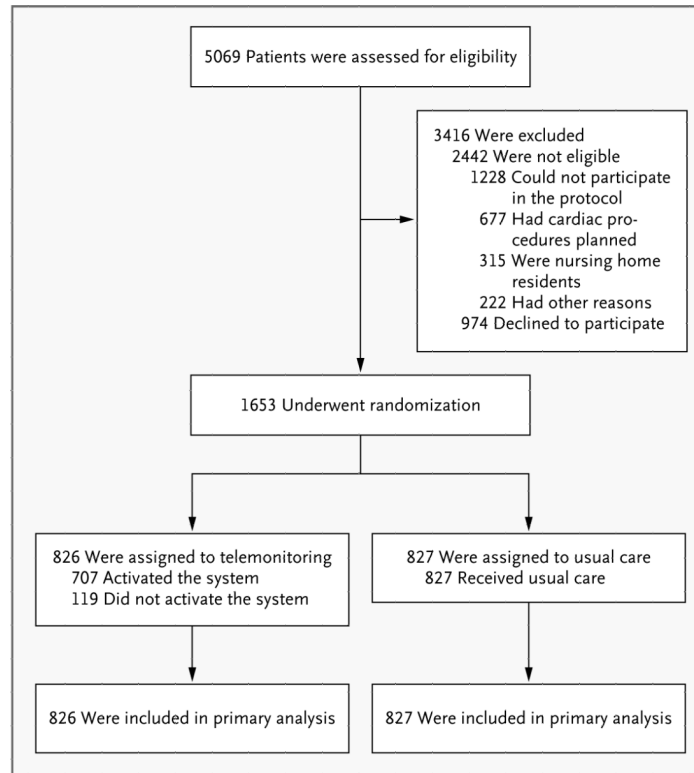 5069 Patients were assessed for eligibility
3416 Were excluded
2442 Were not eligible
1228 Could not participate
in the protocol
677 Had cardiac pro-
cedures planned
315 Were nursing home
residents
222 Had other reasons
974 Declined to participate
1653 Underwent randomization
826 Were assigned to telemonitoring
707 Activated the system
119 Did not activate the system
827 Were assigned to usual care
827 Received usual care
826 Were included in primary analysis
827 Were included in primary analysis